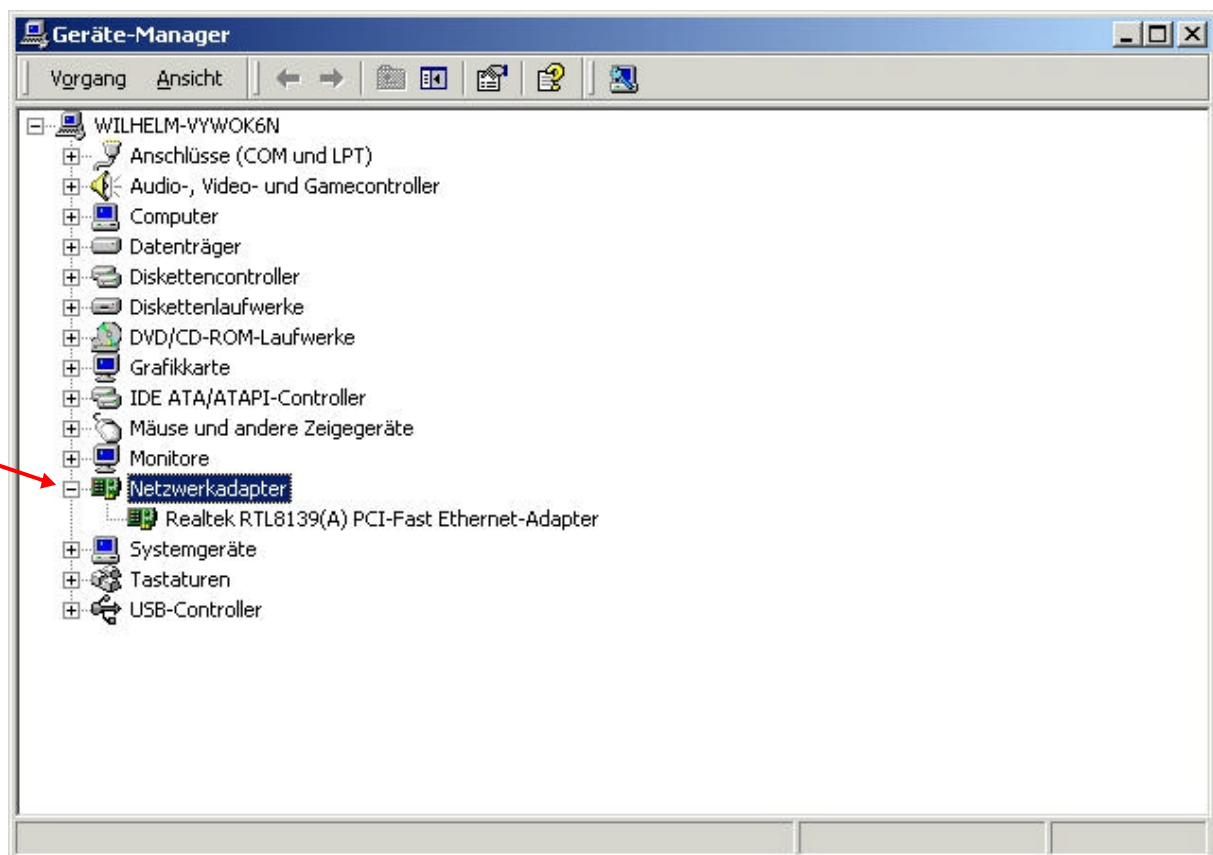 Geräte-Manager
Vorgang Ansicht
WILHELM-VYWOK6N
Anschlüsse (COM und LPT)
Audio-, Video- und Gamecontroller
Computer
Datenträger
Diskettencontroller
Diskettenlaufwerke
DVD/CD-ROM-Laufwerke
Grafikkarte
IDE ATA/ATAPI-Controller
Mäuse und andere Zeigegeräte
Monitore
Netzwerkadapter
Realtek RTL8139(A) PCI-Fast Ethernet-Adapter
Systemgeräte
Tastaturen
USB-Controller